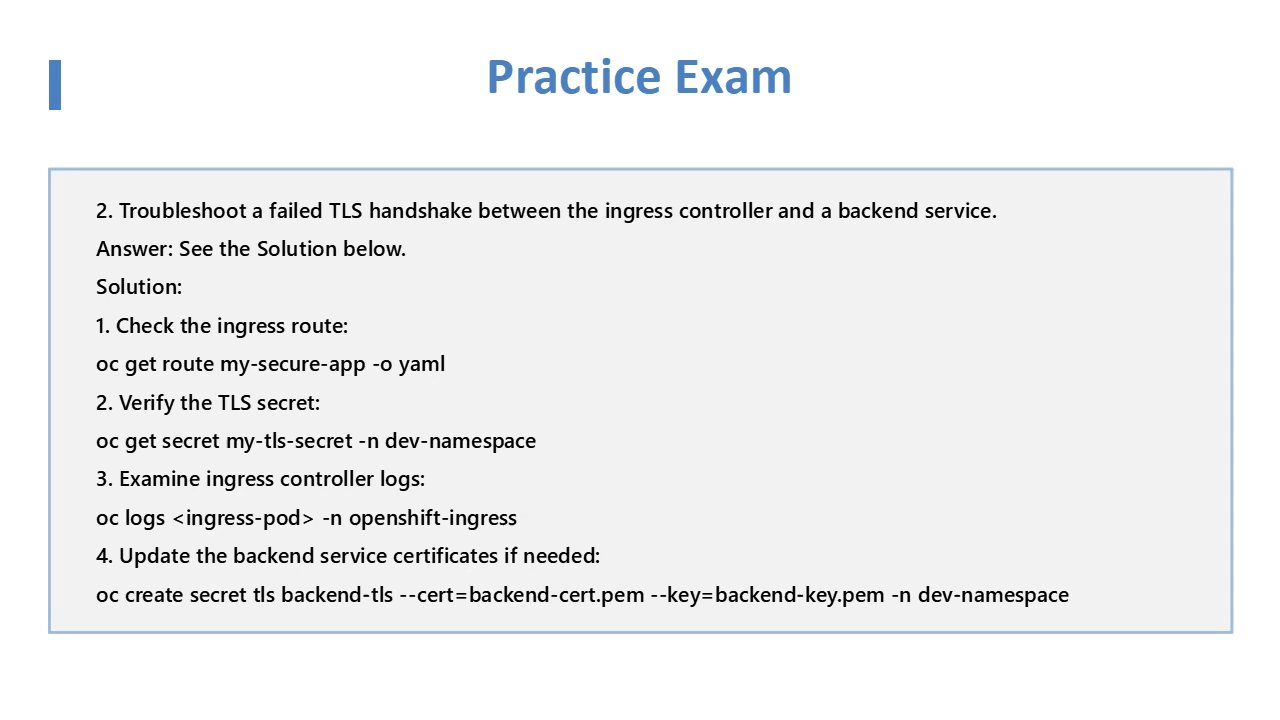 Practice Exam
2. Troubleshoot a failed TLS handshake between the ingress controller and a backend service.
Answer: See the Solution below.
Solution:
1. Check the ingress route:
oc get route my-secure-app -o yaml
2. Verify the TLS secret:
oc get secret my-tls-secret -n dev-namespace
3. Examine ingress controller logs:
oc logs <ingress-pod> -n openshift-ingress
4. Update the backend service certificates if needed:
oc create secret tls backend-tls --cert=backend-cert.pem --key=backend-key.pem -n dev-namespace